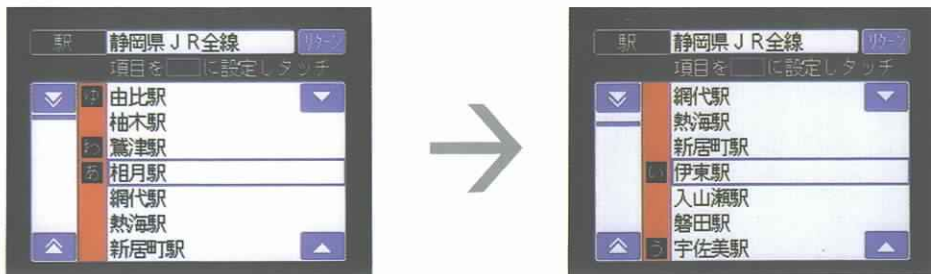 駅 静岡県JR全線 リターン
項目を□に設定しタッチ
ゆ 由比駅
柚木駅
わ 鷲津駅
あ 相月駅
網代駅
熱海駅
新居町駅
駅 静岡県JR全線 リターン
項目を□に設定しタッチ
網代駅
熱海駅
新居町駅
い 伊東駅
入山瀬駅
磐田駅
う 宇佐美駅